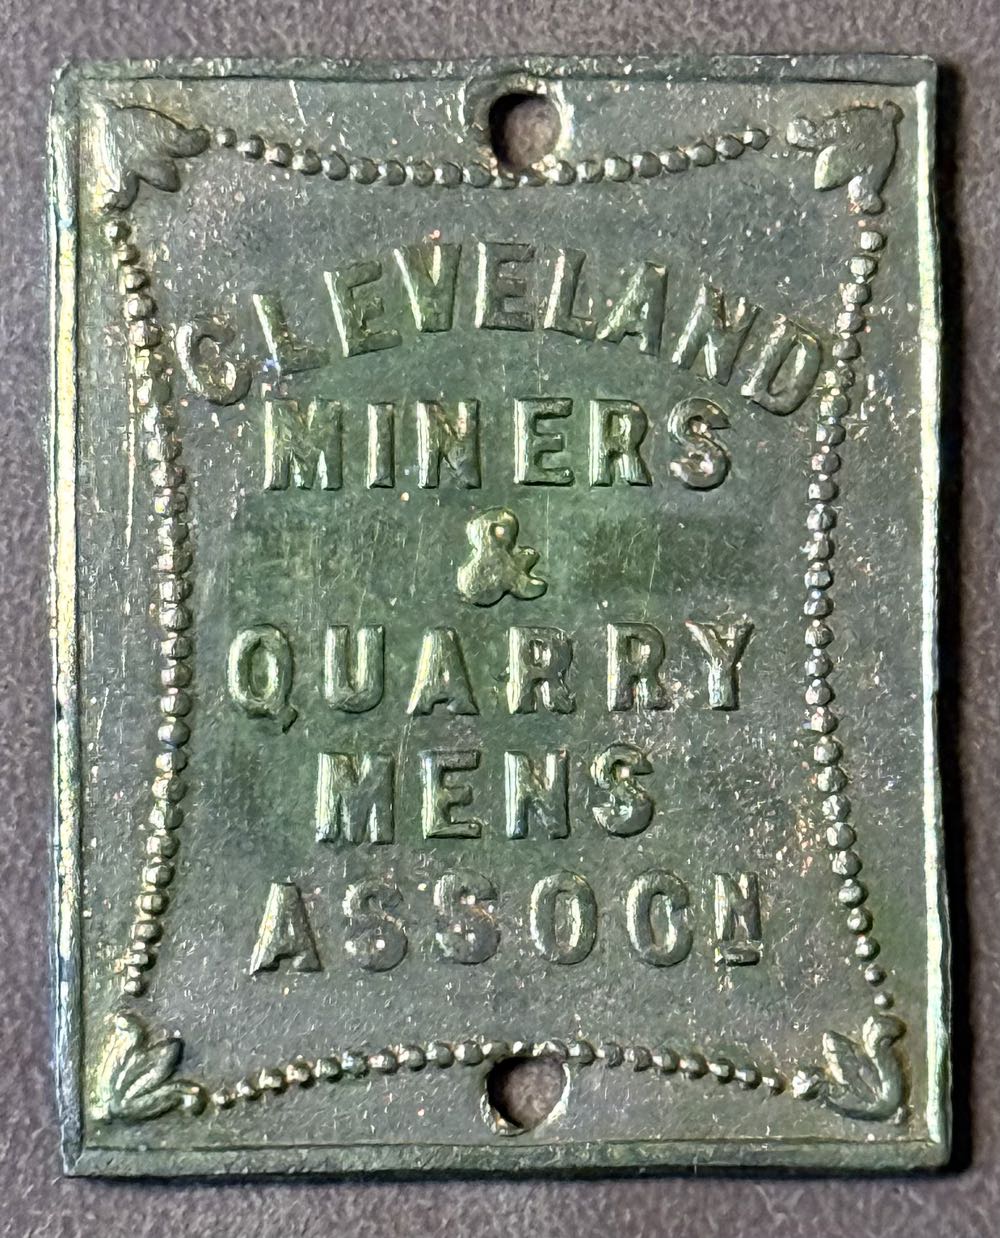 CLEVELAND
MINERS
&
QUARRY
MENS
ASSOCN